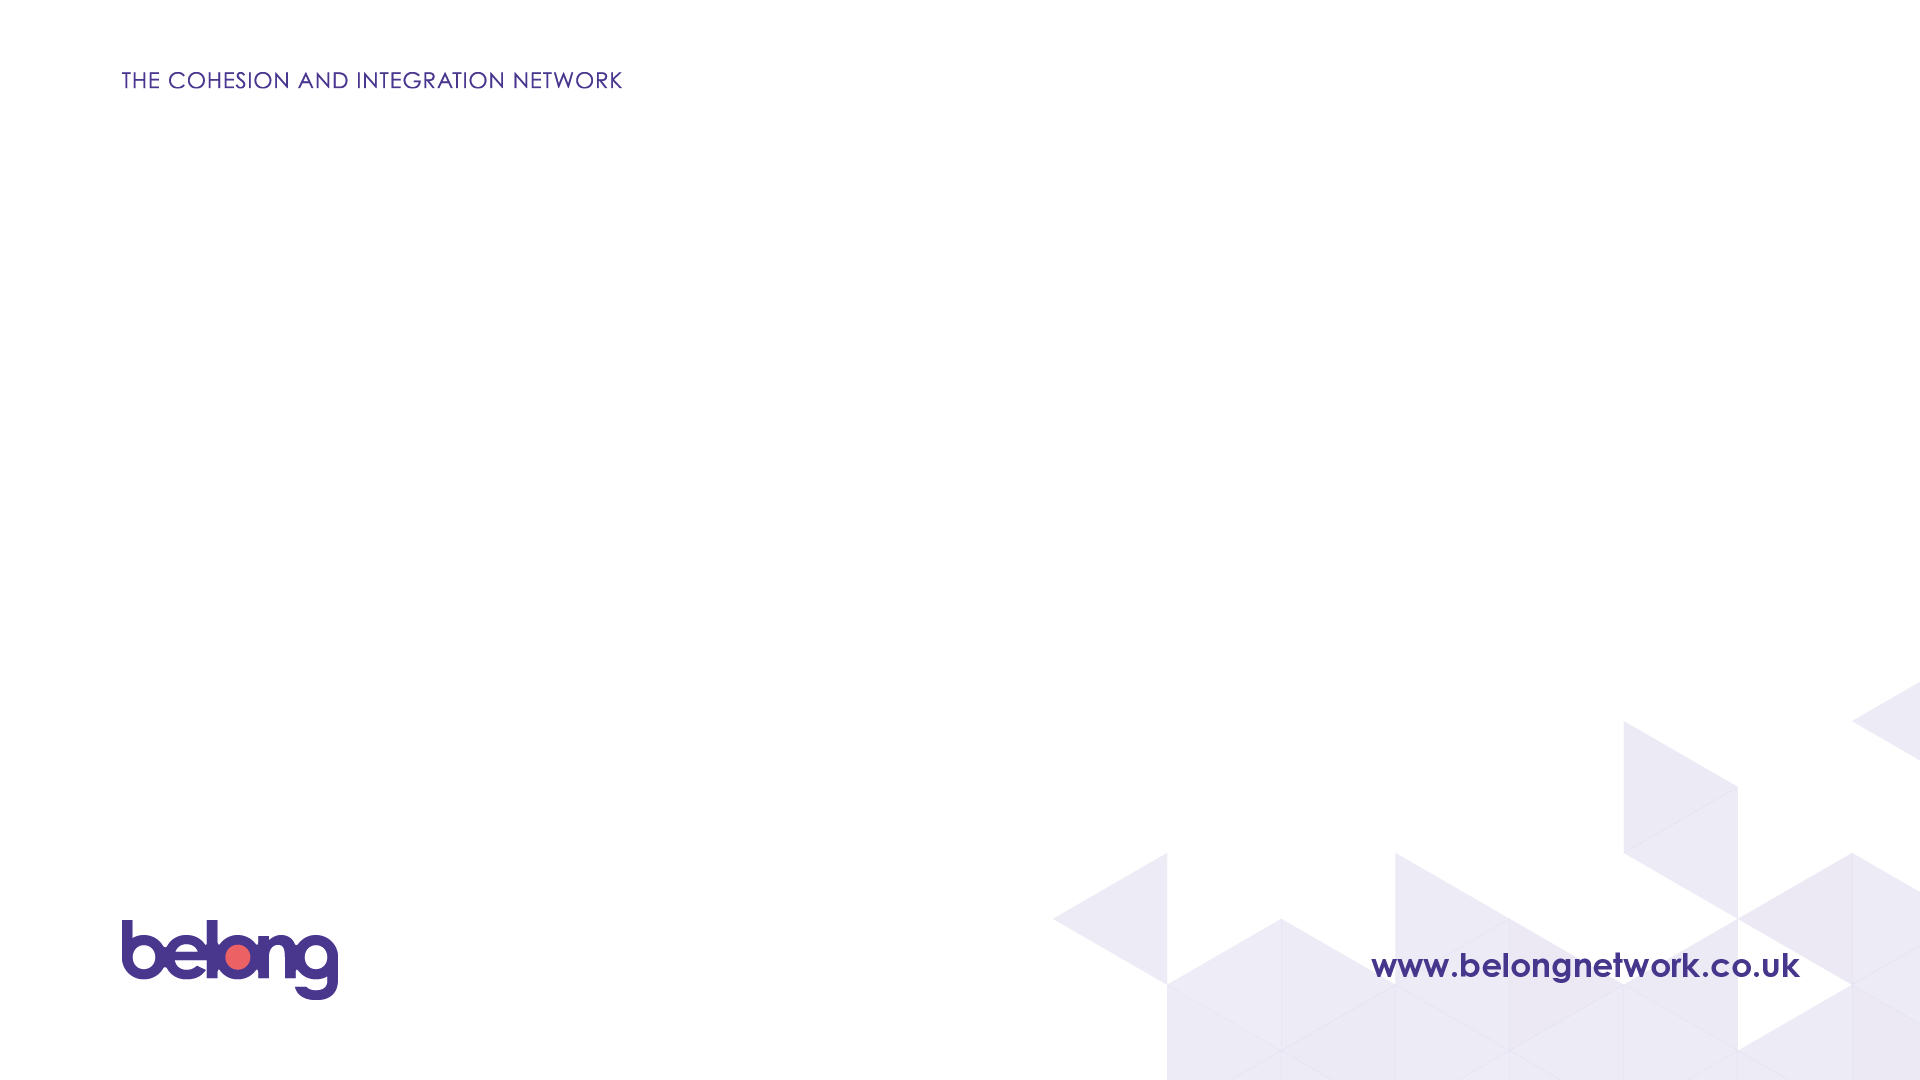 THE COHESION AND INTEGRATION NETWORK
belong
www.belongnetwork.co.uk